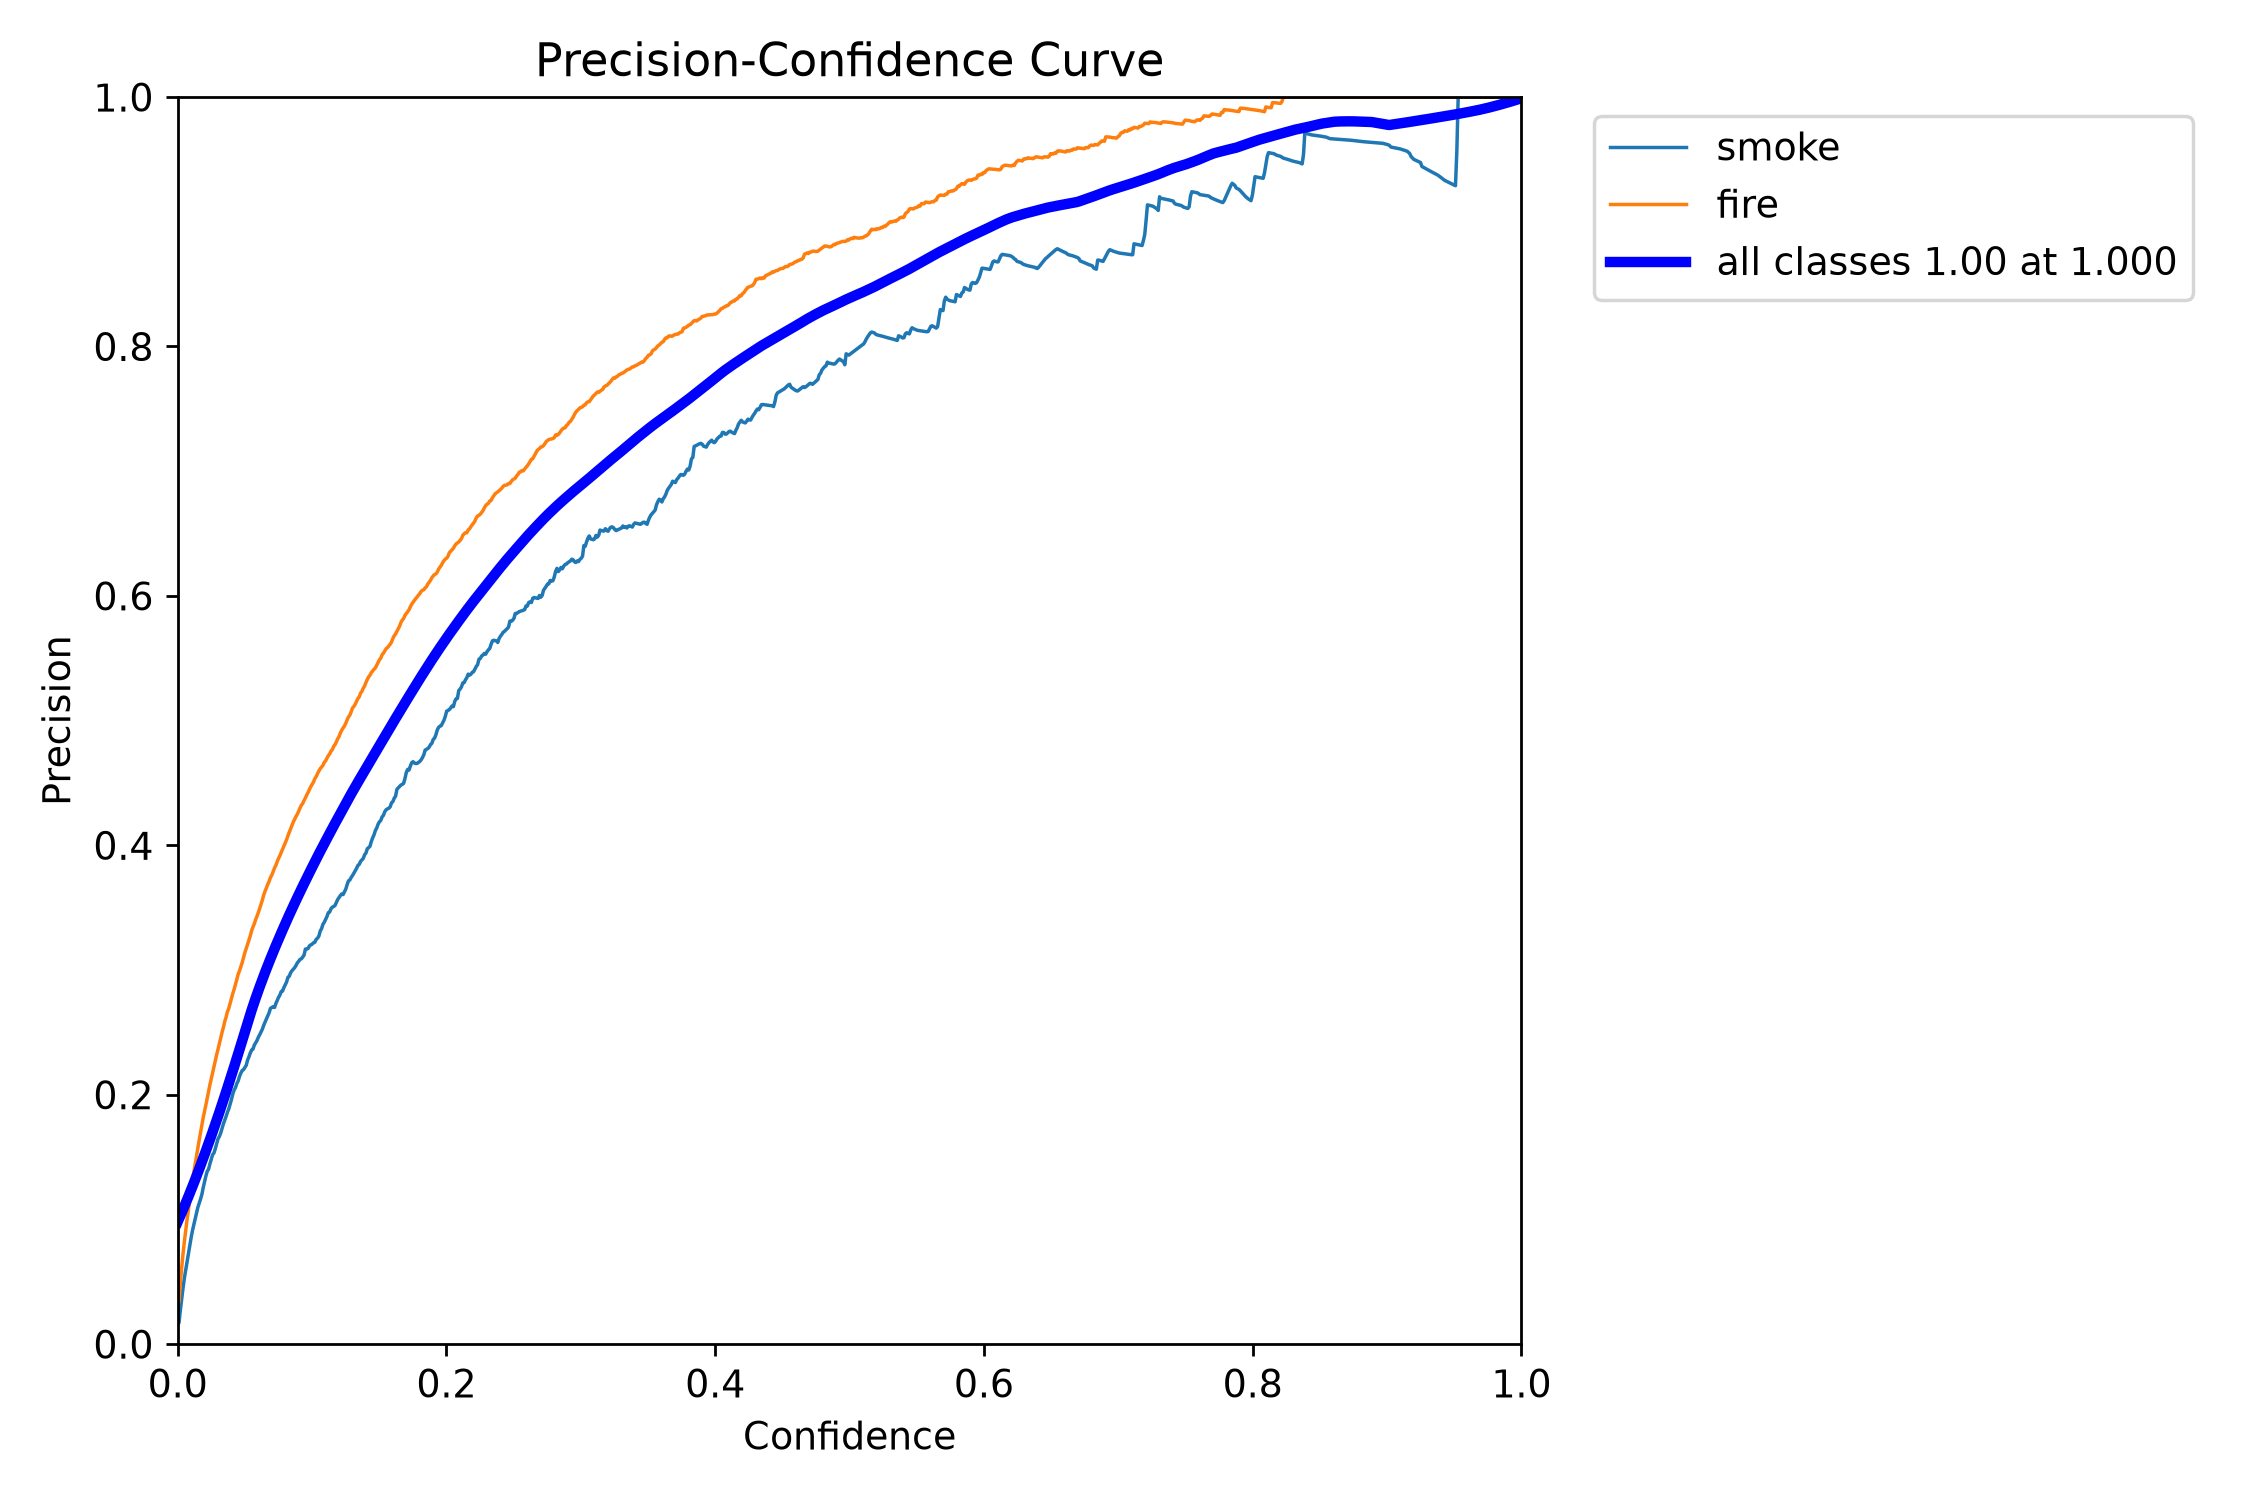 Precision-Confidence Curve
1.0
0.8
0.6
0.4
0.2
0.0
Precision
0.0 0.2 0.4 0.6 0.8 1.0
Confidence
smoke
fire
all classes 1.00 at 1.000